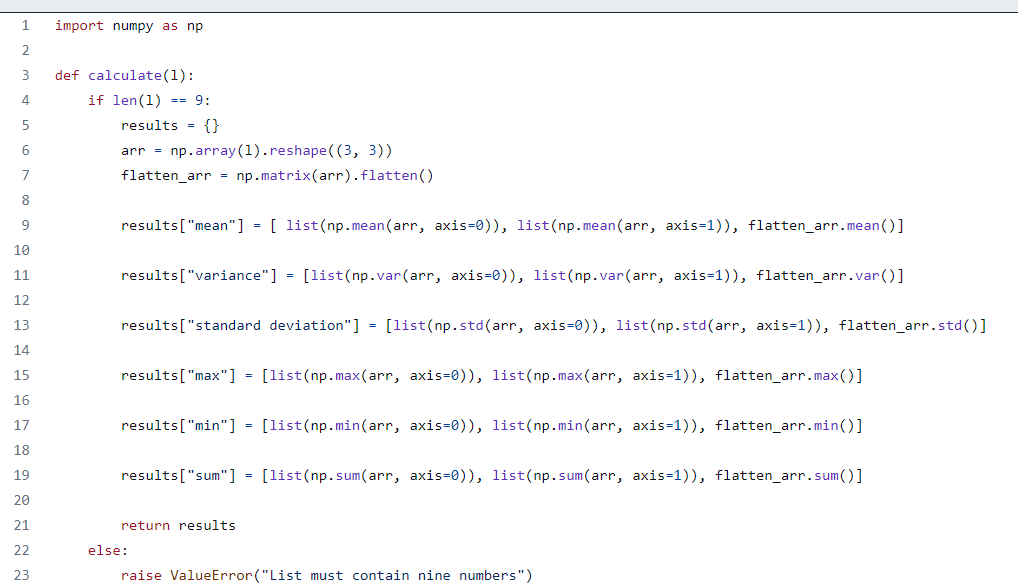 1 import numpy as np
2
3 def calculate(l):
4     if len(l) == 9:
5         results = {}
6         arr = np.array(l).reshape((3, 3))
7         flatten_arr = np.matrix(arr).flatten()
8
9         results["mean"] = [ list(np.mean(arr, axis=0)), list(np.mean(arr, axis=1)), flatten_arr.mean()]
10
11         results["variance"] = [list(np.var(arr, axis=0)), list(np.var(arr, axis=1)), flatten_arr.var()]
12
13         results["standard deviation"] = [list(np.std(arr, axis=0)), list(np.std(arr, axis=1)), flatten_arr.std()]
14
15         results["max"] = [list(np.max(arr, axis=0)), list(np.max(arr, axis=1)), flatten_arr.max()]
16
17         results["min"] = [list(np.min(arr, axis=0)), list(np.min(arr, axis=1)), flatten_arr.min()]
18
19         results["sum"] = [list(np.sum(arr, axis=0)), list(np.sum(arr, axis=1)), flatten_arr.sum()]
20
21         return results
22     else:
23         raise ValueError("List must contain nine numbers")